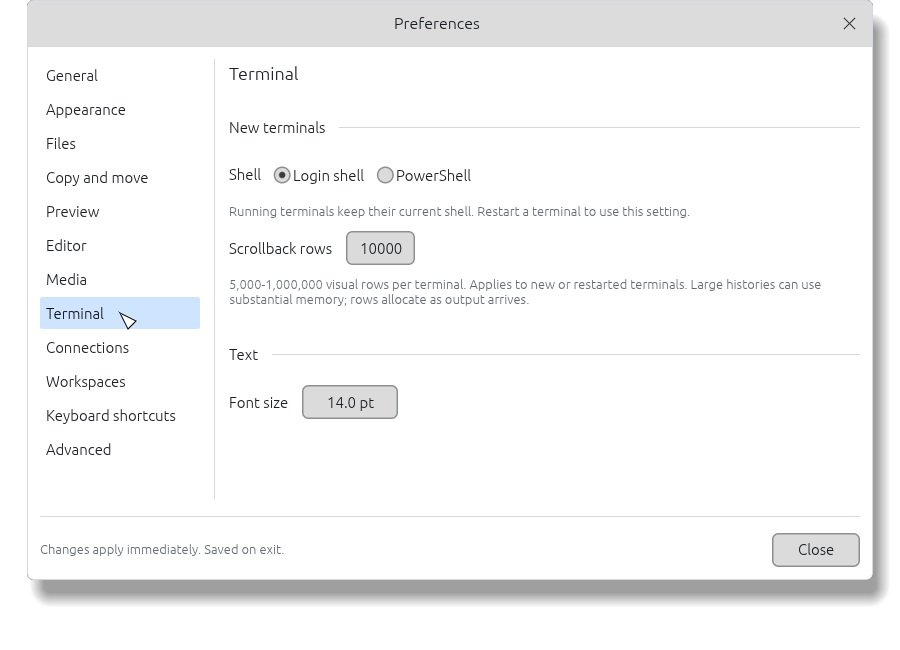 Preferences
General
Appearance
Files
Copy and move
Preview
Editor
Media
Terminal
Connections
Workspaces
Keyboard shortcuts
Advanced
Terminal
New terminals
Shell Login shell PowerShell
Running terminals keep their current shell. Restart a terminal to use this setting.
Scrollback rows 10000
5,000-1,000,000 visual rows per terminal. Applies to new or restarted terminals. Large histories can use
substantial memory; rows allocate as output arrives.
Text
Font size 14.0 pt
Changes apply immediately. Saved on exit.
Close